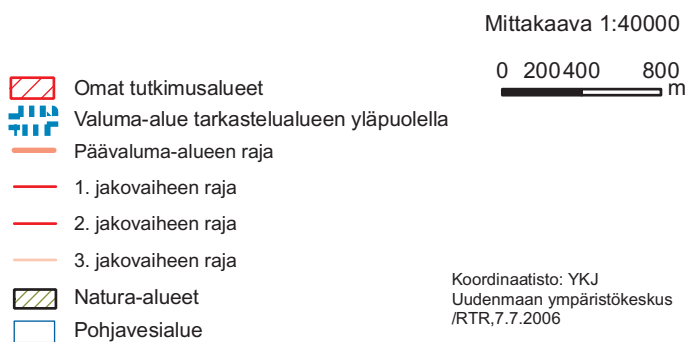 Mittakaava 1:40000
0 200 400 800
m
Omat tutkimusalueet
Valuma-alue tarkastelualueen yläpuolella
Päävaluma-alueen raja
1. jakovaiheen raja
2. jakovaiheen raja
3. jakovaiheen raja
Natura-alueet
Pohjavesialue
Koordinaatisto: YKJ
Uudenmaan ympäristökeskus
/RTR,7.7.2006